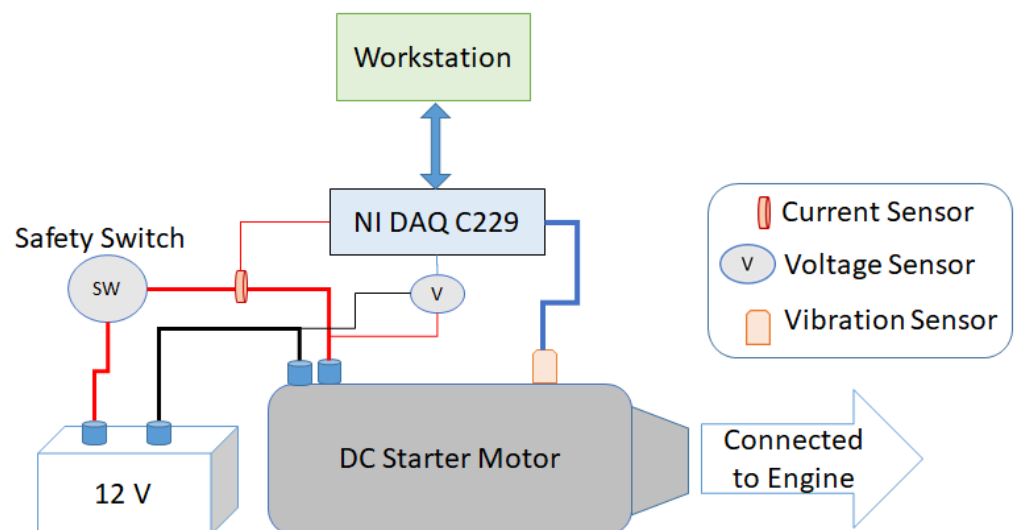 Workstation
NI DAQ C229
Safety Switch
SW
V
Current Sensor
V
Voltage Sensor
Vibration Sensor
DC Starter Motor
Connected
to Engine
12 V